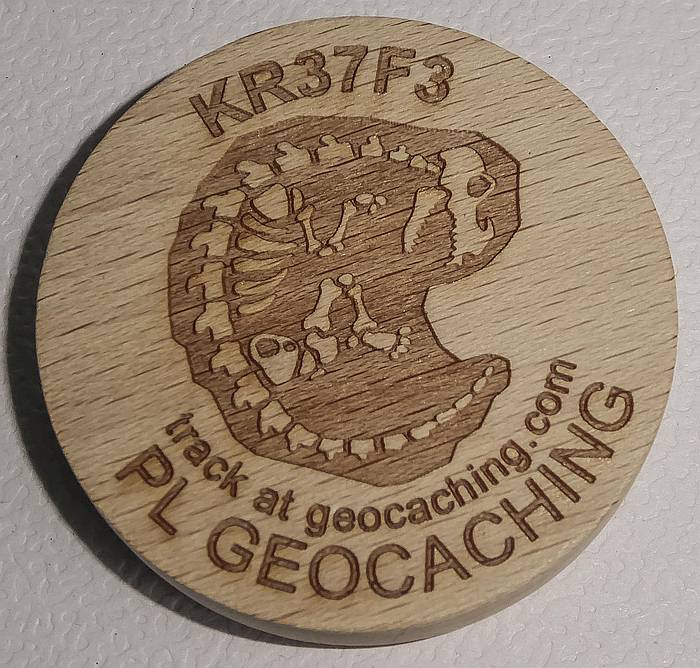 KR37F3
track at geocaching.com
PL GEOCACHING